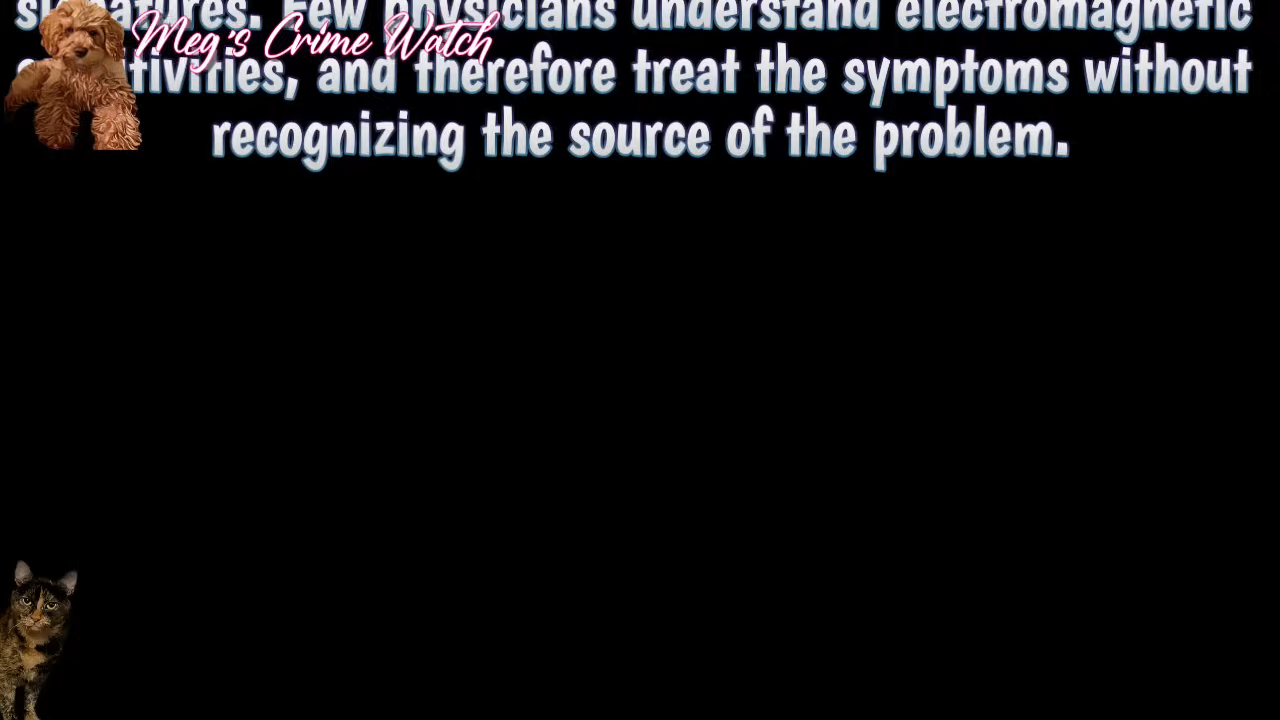 signatures. Few physicians understand electromagnetic
Meg's Crime Watch
sensitivities, and therefore treat the symptoms without
recognizing the source of the problem.